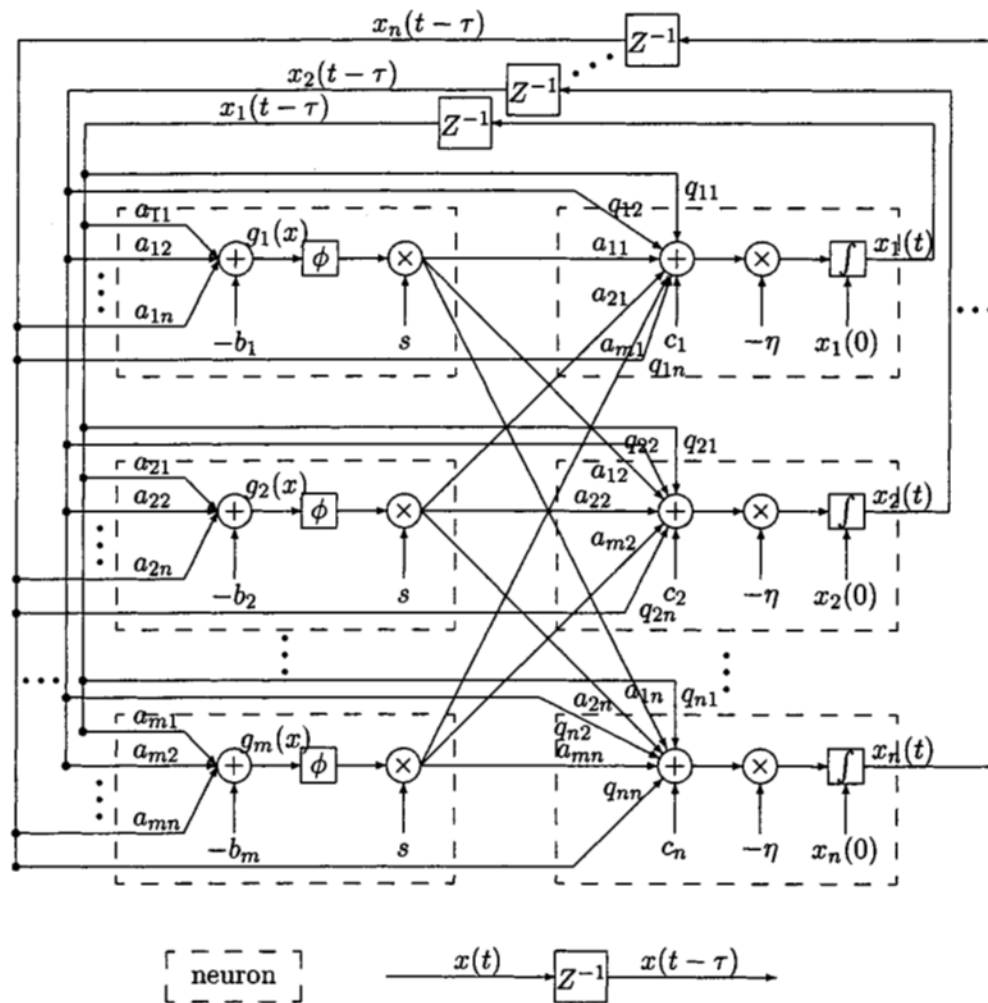 xₙ(t − τ) Z⁻¹
x₂(t − τ) Z⁻¹
x₁(t − τ) Z⁻¹
q₁₁
a₁₁ q₁₂
a₁₂ + g₁(x) ϕ × a₁₁ + × ∫ x₁(t)
a₂₁
a₁ₙ
−b₁ s aₘ₁ c₁ −η x₁(0)
q₁ₙ
q₂₂ q₂₁
a₂₁ a₁₂
a₂₂ + g₂(x) ϕ × a₂₂ + × ∫ x₂(t)
aₘ₂
a₂ₙ
−b₂ s q₂ₙ c₂ −η x₂(0)
a₂ₙ a₁ₙ qₙ₁
aₘ₁ qₙ₂
aₘ₂ + gₘ(x) ϕ × aₘₙ + × ∫ xₙ(t)
qₙₙ
aₘₙ
−bₘ s cₙ −η xₙ(0)
neuron x(t) Z⁻¹ x(t − τ)